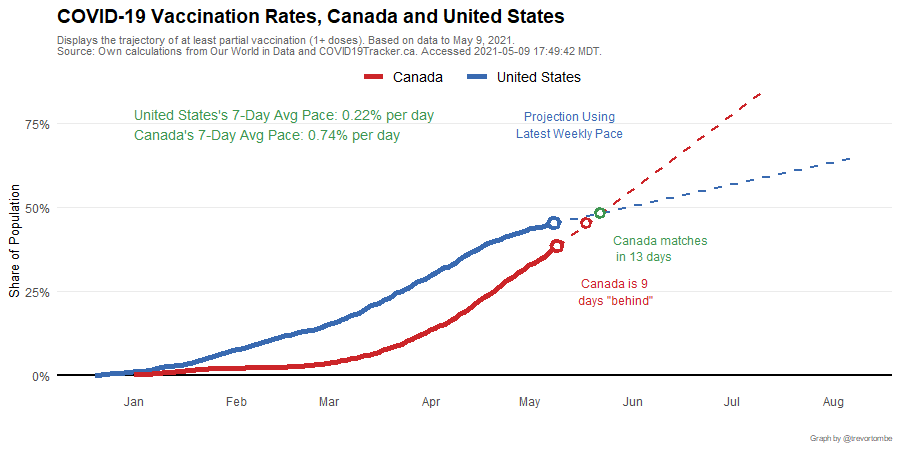 COVID-19 Vaccination Rates, Canada and United States
Displays the trajectory of at least partial vaccination (1+ doses). Based on data to May 9, 2021.
Source: Own calculations from Our World in Data and COVID19Tracker.ca. Accessed 2021-05-09 17:49:42 MDT.
Canada United States
United States's 7-Day Avg Pace: 0.22% per day
Canada's 7-Day Avg Pace: 0.74% per day
Projection Using
Latest Weekly Pace
75%
50%
25%
0%
Share of Population
Canada matches
in 13 days
Canada is 9
days "behind"
Jan Feb Mar Apr May Jun Jul Aug
Graph by @trevortombe